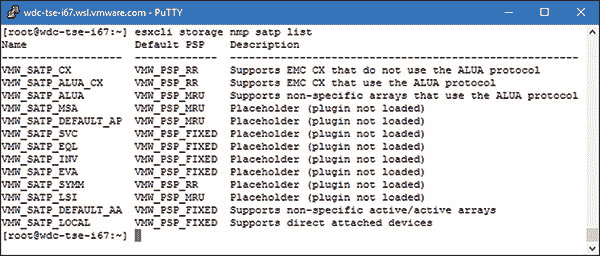 wdc-tse-i67.wsl.vmware.com - PuTTY
[root@wdc-tse-i67:~] esxcli storage nmp satp list
Name                 Default PSP    Description
-------------------  -------------  -------------------------------------------------------
VMW_SATP_CX          VMW_PSP_RR     Supports EMC CX that do not use the ALUA protocol
VMW_SATP_ALUA_CX     VMW_PSP_RR     Supports EMC CX that use the ALUA protocol
VMW_SATP_ALUA        VMW_PSP_MRU    Supports non-specific arrays that use the ALUA protocol
VMW_SATP_MSA         VMW_PSP_MRU    Placeholder (plugin not loaded)
VMW_SATP_DEFAULT_AP  VMW_PSP_MRU    Placeholder (plugin not loaded)
VMW_SATP_SVC         VMW_PSP_FIXED  Placeholder (plugin not loaded)
VMW_SATP_EQL         VMW_PSP_FIXED  Placeholder (plugin not loaded)
VMW_SATP_INV         VMW_PSP_FIXED  Placeholder (plugin not loaded)
VMW_SATP_EVA         VMW_PSP_FIXED  Placeholder (plugin not loaded)
VMW_SATP_SYMM        VMW_PSP_RR     Placeholder (plugin not loaded)
VMW_SATP_LSI         VMW_PSP_MRU    Placeholder (plugin not loaded)
VMW_SATP_DEFAULT_AA  VMW_PSP_FIXED  Supports non-specific active/active arrays
VMW_SATP_LOCAL       VMW_PSP_FIXED  Supports direct attached devices
[root@wdc-tse-i67:~]